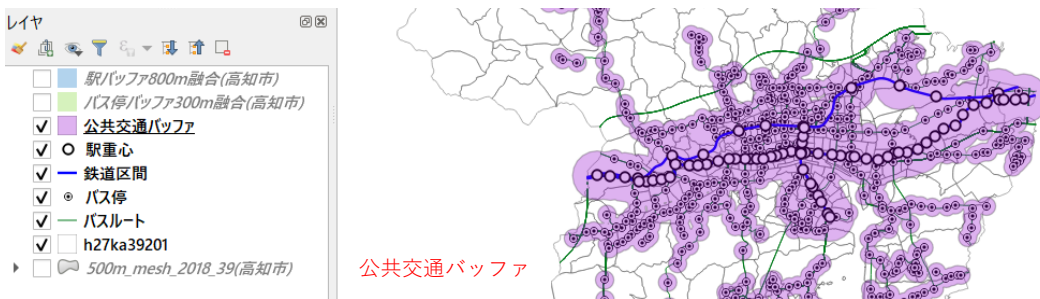 レイヤ
駅バッファ800m融合(高知市)
バス停バッファ300m融合(高知市)
公共交通バッファ
駅重心
鉄道区間
バス停
バスルート
h27ka39201
500m_mesh_2018_39(高知市)
公共交通バッファ